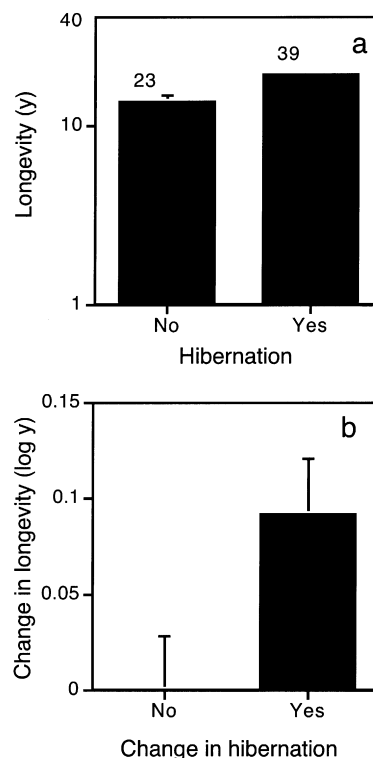 40
a
23
39
10
1
Longevity (y)
No
Yes
Hibernation
0.15
b
0.1
0.05
0
Change in longevity (log y)
No
Yes
Change in hibernation